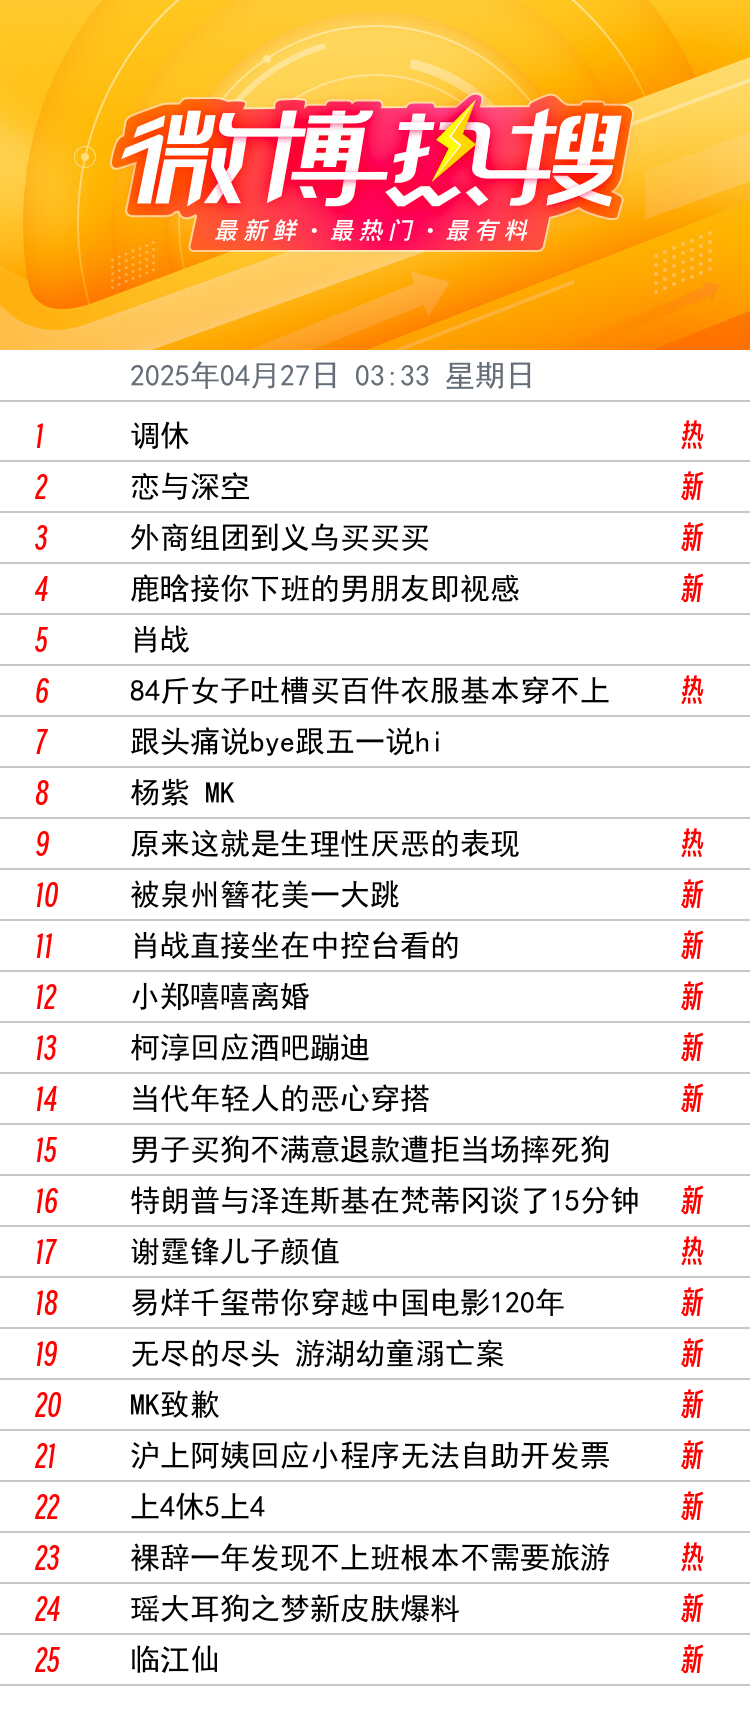 微博热搜
最新鲜·最热门·最有料
2025年04月27日 03:33 星期日
1 调休 热
2 恋与深空 新
3 外商组团到义乌买买买 新
4 鹿晗接你下班的男朋友即视感 新
5 肖战
6 84斤女子吐槽买百件衣服基本穿不上 热
7 跟头痛说bye跟五一说hi
8 杨紫 MK
9 原来这就是生理性厌恶的表现 热
10 被泉州簪花美一大跳 新
11 肖战直接坐在中控台看的 新
12 小郑嘻嘻离婚 新
13 柯淳回应酒吧蹦迪 新
14 当代年轻人的恶心穿搭 新
15 男子买狗不满意退款遭拒当场摔死狗
16 特朗普与泽连斯基在梵蒂冈谈了15分钟 新
17 谢霆锋儿子颜值 热
18 易烊千玺带你穿越中国电影120年 新
19 无尽的尽头 游湖幼童溺亡案 新
20 MK致歉 新
21 沪上阿姨回应小程序无法自助开发票 新
22 上4休5上4 新
23 裸辞一年发现不上班根本不需要旅游 热
24 瑶大耳狗之梦新皮肤爆料 新
25 临江仙 新